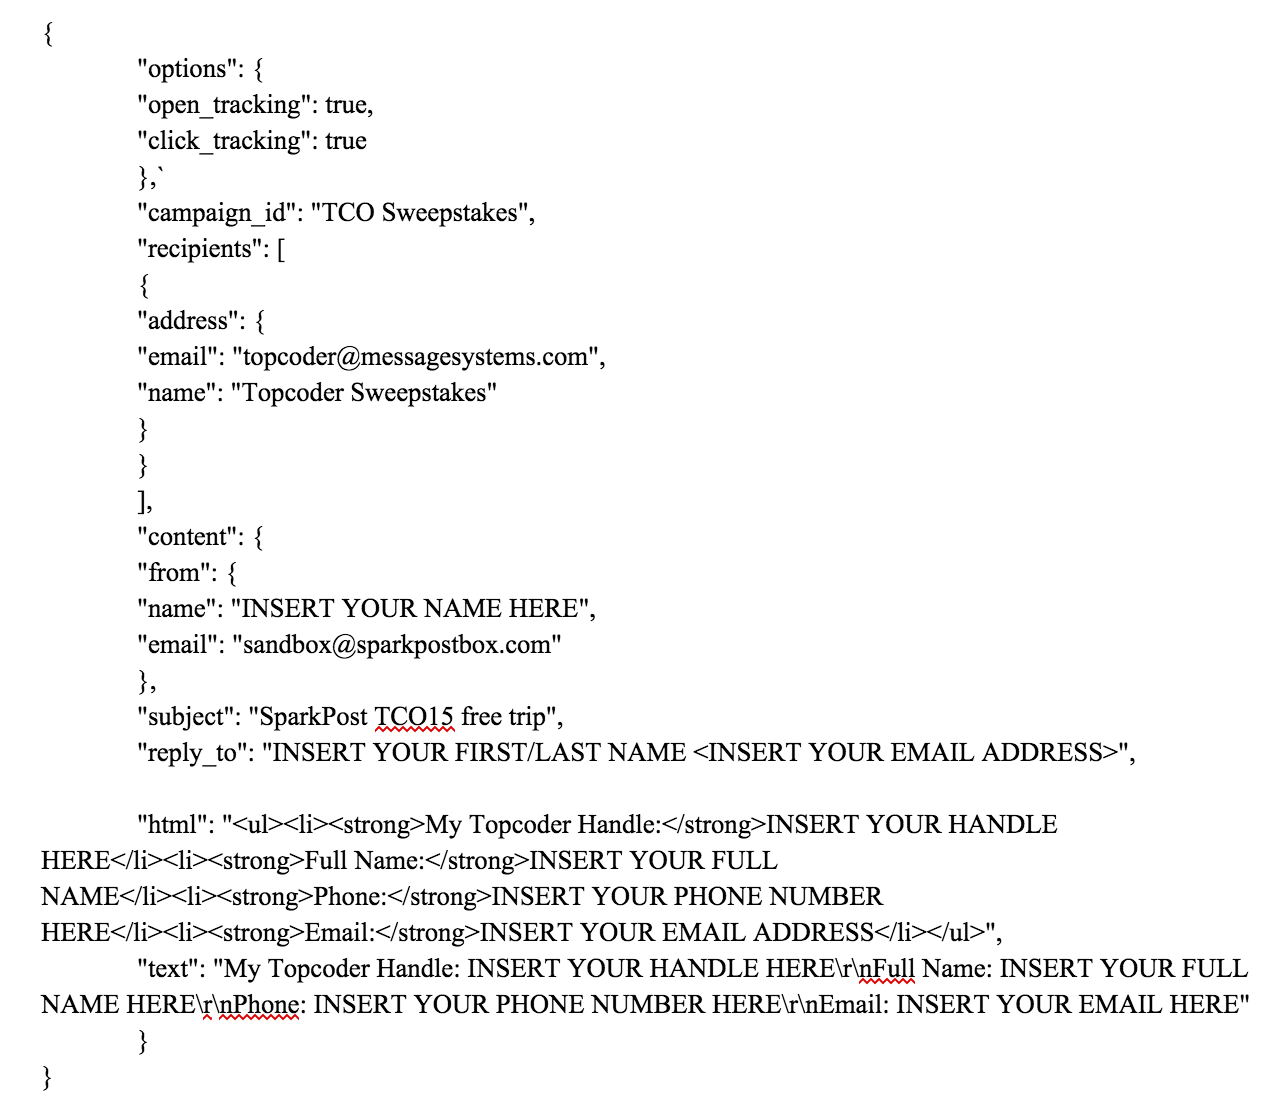 {
"options": {
"open_tracking": true,
"click_tracking": true
},`
"campaign_id": "TCO Sweepstakes",
"recipients": [
{
"address": {
"email": "topcoder@messagesystems.com",
"name": "Topcoder Sweepstakes"
}
}
],
"content": {
"from": {
"name": "INSERT YOUR NAME HERE",
"email": "sandbox@sparkpostbox.com"
},
"subject": "SparkPost TCO15 free trip",
"reply_to": "INSERT YOUR FIRST/LAST NAME <INSERT YOUR EMAIL ADDRESS>",
"html": "<ul><li><strong>My Topcoder Handle:</strong>INSERT YOUR HANDLE
HERE</li><li><strong>Full Name:</strong>INSERT YOUR FULL
NAME</li><li><strong>Phone:</strong>INSERT YOUR PHONE NUMBER
HERE</li><li><strong>Email:</strong>INSERT YOUR EMAIL ADDRESS</li></ul>",
"text": "My Topcoder Handle: INSERT YOUR HANDLE HERE\r\nFull Name: INSERT YOUR FULL
NAME HERE\r\nPhone: INSERT YOUR PHONE NUMBER HERE\r\nEmail: INSERT YOUR EMAIL HERE"
}
}